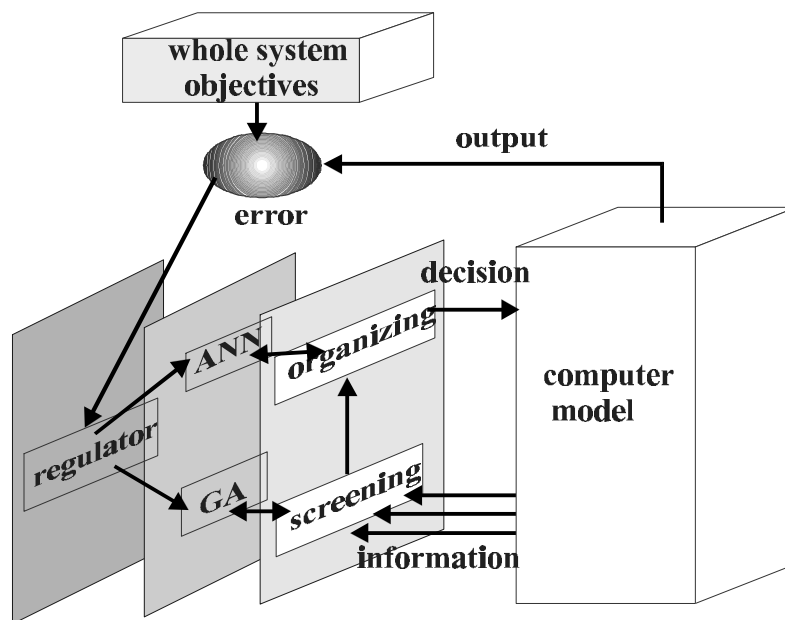 whole system
objectives
output
error
decision
ANN
organizing
computer
model
regulator
GA
screening
information